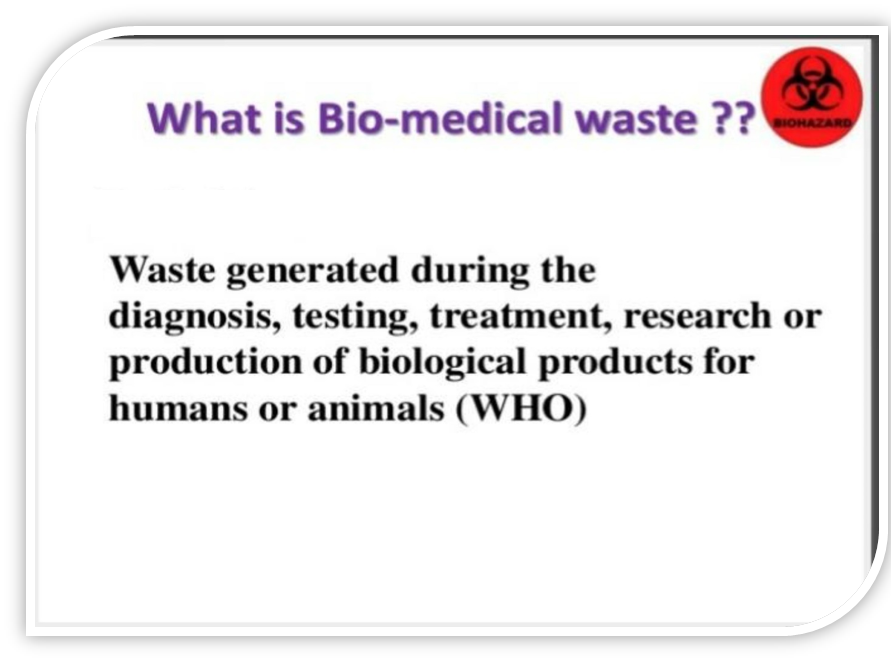 What is Bio-medical waste ??
BIOHAZARD
Waste generated during the
diagnosis, testing, treatment, research or
production of biological products for
humans or animals (WHO)